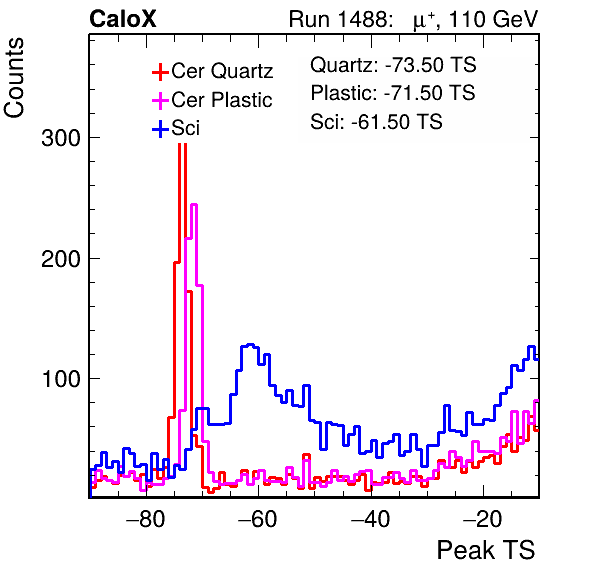 CaloX Run 1488: μ⁺, 110 GeV
Counts
Cer Quartz
Cer Plastic
Sci
Quartz: -73.50 TS
Plastic: -71.50 TS
Sci: -61.50 TS
300
200
100
−80 −60 −40 −20
Peak TS